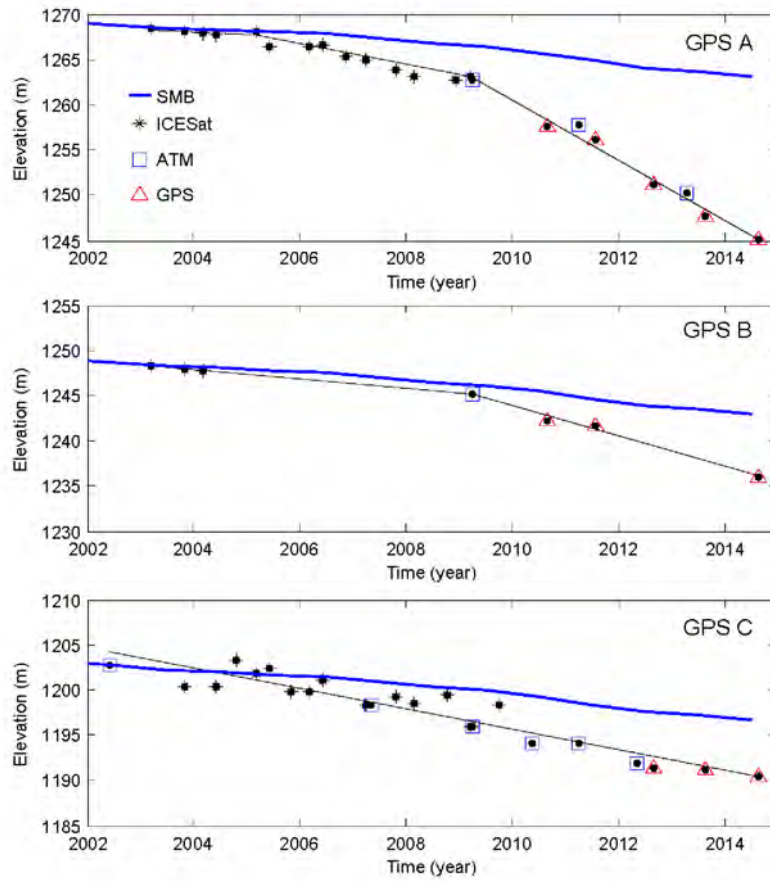 1270
1265
1260
1255
1250
1245
Elevation (m)
GPS A
SMB
ICESat
ATM
GPS
2002 2004 2006 2008 2010 2012 2014
Time (year)
1255
1250
1245
1240
1235
1230
Elevation (m)
GPS B
2002 2004 2006 2008 2010 2012 2014
Time (year)
1210
1205
1200
1195
1190
1185
Elevation (m)
GPS C
2002 2004 2006 2008 2010 2012 2014
Time (year)